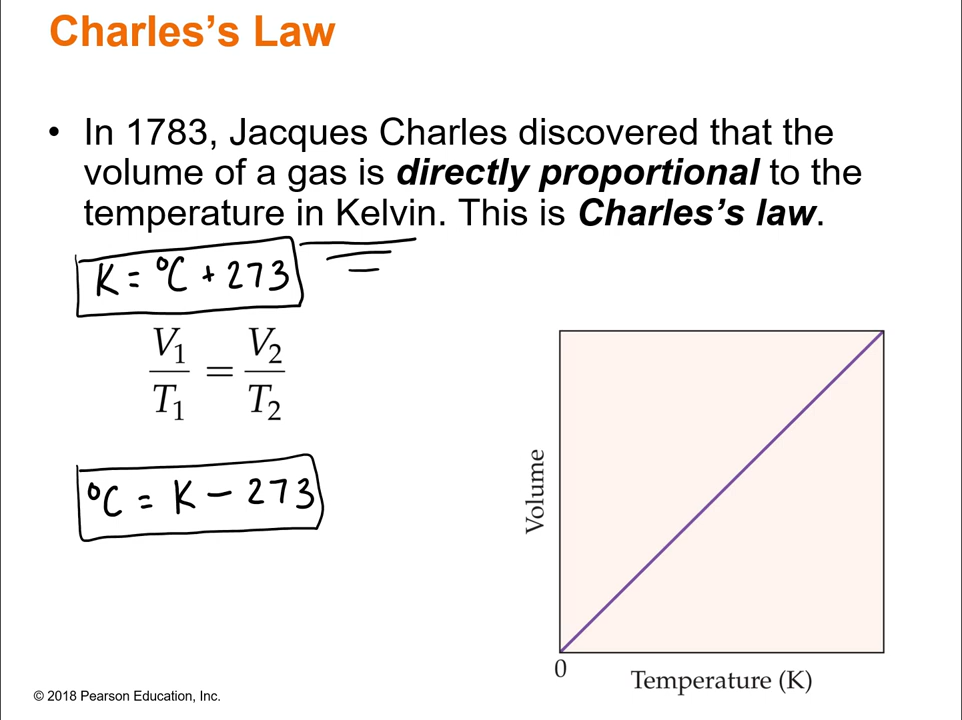 Charles’s Law
• In 1783, Jacques Charles discovered that the
volume of a gas is directly proportional to the
temperature in Kelvin. This is Charles’s law.
K = °C + 273
V₁/T₁ = V₂/T₂
°C = K − 273
Volume
0
Temperature (K)
© 2018 Pearson Education, Inc.